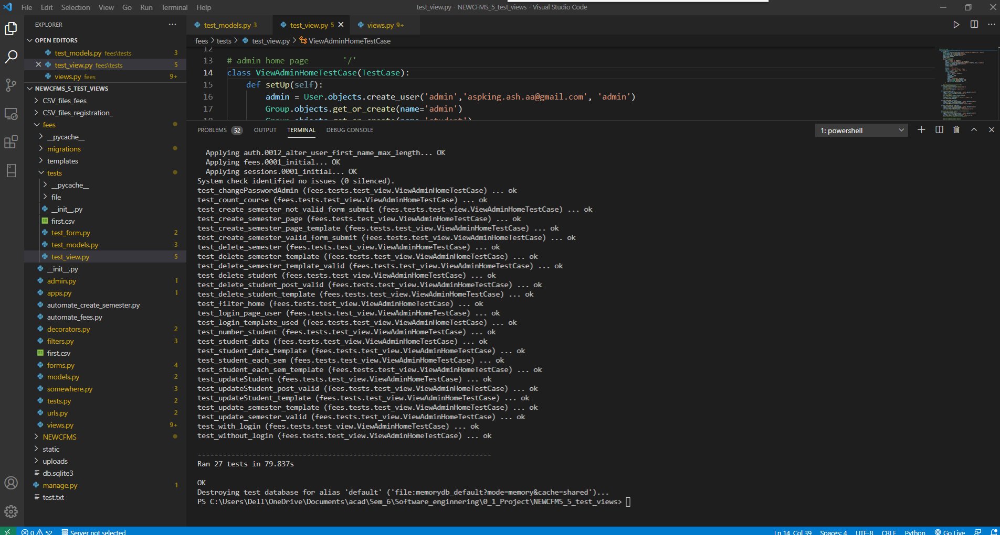 File Edit Selection View Go Run Terminal Help
test_view.py - NEWCFMS_5_test_views - Visual Studio Code
EXPLORER
OPEN EDITORS
test_models.py fees\tests 3
test_view.py fees\tests 5
views.py fees 9+
NEWCFMS_5_TEST_VIEWS
CSV_files_fees
CSV_files_registration_
fees
__pycache__
migrations
templates
tests
__pycache__
file
__init__.py
first.csv
test_form.py 2
test_models.py 3
test_view.py 5
__init__.py
admin.py 1
apps.py 1
automate_create_semester.py
automate_fees.py
decorators.py 2
filters.py 3
first.csv
forms.py 4
models.py 2
somewhere.py 3
tests.py 2
urls.py 2
views.py 9+
NEWCFMS
static
uploads
db.sqlite3
manage.py 1
test.txt
test_models.py 3 test_view.py 5 views.py 9+
fees > tests > test_view.py > ViewAdminHomeTestCase
12
13 # admin home page '/'
14 class ViewAdminHomeTestCase(TestCase):
15 def setUp(self):
16 admin = User.objects.create_user('admin','aspking.ash.aa@gmail.com', 'admin')
17 Group.objects.get_or_create(name='admin')
Group.objects.get_or_create(name='student')
PROBLEMS 52 OUTPUT TERMINAL DEBUG CONSOLE 1: powershell
Applying auth.0012_alter_user_first_name_max_length... OK
Applying fees.0001_initial... OK
Applying sessions.0001_initial... OK
System check identified no issues (0 silenced).
test_changePasswordAdmin (fees.tests.test_view.ViewAdminHomeTestCase) ... ok
test_count_course (fees.tests.test_view.ViewAdminHomeTestCase) ... ok
test_create_semester_not_valid_form_submit (fees.tests.test_view.ViewAdminHomeTestCase) ... ok
test_create_semester_page (fees.tests.test_view.ViewAdminHomeTestCase) ... ok
test_create_semester_page_template (fees.tests.test_view.ViewAdminHomeTestCase) ... ok
test_create_semester_valid_form_submit (fees.tests.test_view.ViewAdminHomeTestCase) ... ok
test_delete_semester (fees.tests.test_view.ViewAdminHomeTestCase) ... ok
test_delete_semester_template (fees.tests.test_view.ViewAdminHomeTestCase) ... ok
test_delete_semester_template_valid (fees.tests.test_view.ViewAdminHomeTestCase) ... ok
test_delete_student (fees.tests.test_view.ViewAdminHomeTestCase) ... ok
test_delete_student_post_valid (fees.tests.test_view.ViewAdminHomeTestCase) ... ok
test_delete_student_template (fees.tests.test_view.ViewAdminHomeTestCase) ... ok
test_filter_home (fees.tests.test_view.ViewAdminHomeTestCase) ... ok
test_login_page_user (fees.tests.test_view.ViewAdminHomeTestCase) ... ok
test_login_template_used (fees.tests.test_view.ViewAdminHomeTestCase) ... ok
test_number_student (fees.tests.test_view.ViewAdminHomeTestCase) ... ok
test_student_data (fees.tests.test_view.ViewAdminHomeTestCase) ... ok
test_student_data_template (fees.tests.test_view.ViewAdminHomeTestCase) ... ok
test_student_each_sem (fees.tests.test_view.ViewAdminHomeTestCase) ... ok
test_student_each_sem_template (fees.tests.test_view.ViewAdminHomeTestCase) ... ok
test_updateStudent (fees.tests.test_view.ViewAdminHomeTestCase) ... ok
test_updateStudent_post_valid (fees.tests.test_view.ViewAdminHomeTestCase) ... ok
test_updateStudent_template (fees.tests.test_view.ViewAdminHomeTestCase) ... ok
test_update_semester_template (fees.tests.test_view.ViewAdminHomeTestCase) ... ok
test_update_semester_valid (fees.tests.test_view.ViewAdminHomeTestCase) ... ok
test_with_login (fees.tests.test_view.ViewAdminHomeTestCase) ... ok
test_without_login (fees.tests.test_view.ViewAdminHomeTestCase) ... ok
----------------------------------------------------------------------
Ran 27 tests in 79.837s
OK
Destroying test database for alias 'default' ('file:memorydb_default?mode=memory&cache=shared')...
PS C:\Users\Dell\OneDrive\Documents\acad\Sem_6\Software_enginnering\0_1_Project\NEWCFMS_5_test_views>
0 52 Server not selected Ln 14, Col 39 Spaces: 4 UTF-8 CRLF Python Go Live